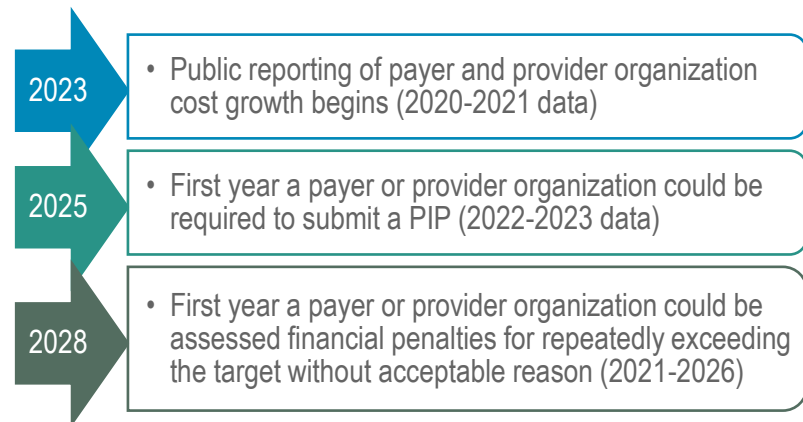 2023
• Public reporting of payer and provider organization
cost growth begins (2020-2021 data)
2025
• First year a payer or provider organization could be
required to submit a PIP (2022-2023 data)
2028
• First year a payer or provider organization could be
assessed financial penalties for repeatedly exceeding
the target without acceptable reason (2021-2026)